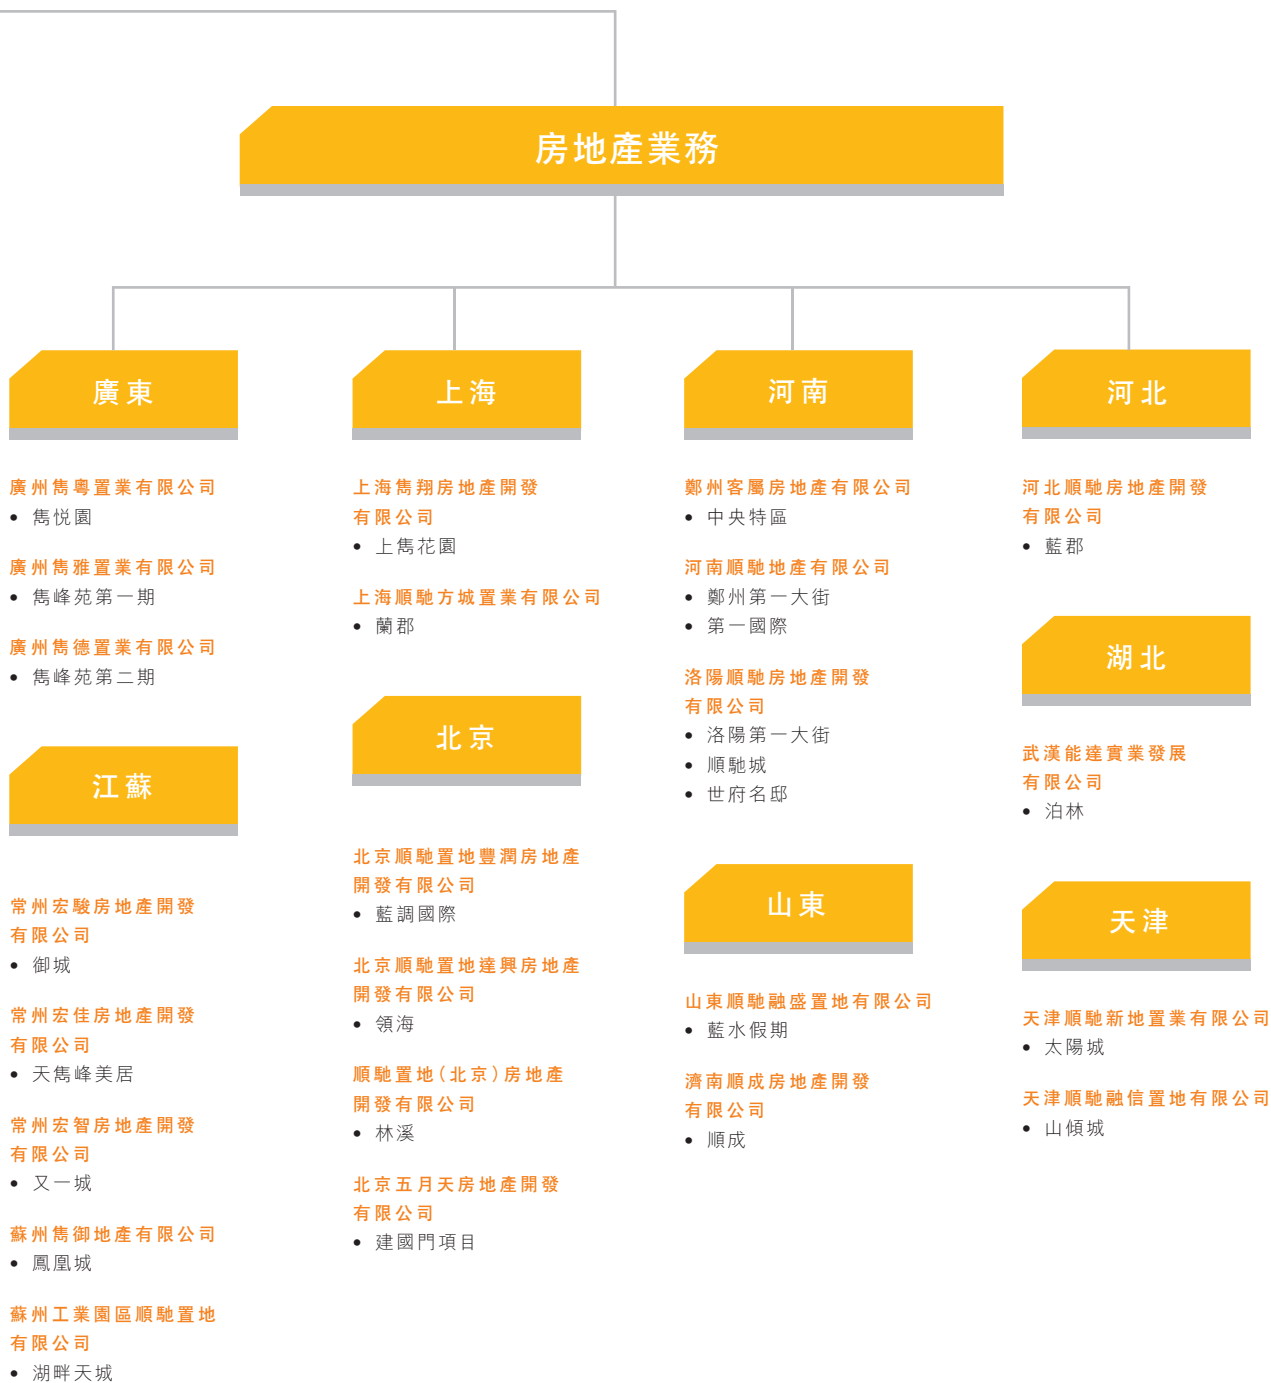 房地產業務
廣東
廣州雋粵置業有限公司
• 雋悦園
廣州雋雅置業有限公司
• 雋峰苑第一期
廣州雋德置業有限公司
• 雋峰苑第二期
江蘇
常州宏駿房地產開發
有限公司
• 御城
常州宏佳房地產開發
有限公司
• 天雋峰美居
常州宏智房地產開發
有限公司
• 又一城
蘇州雋御地產有限公司
• 鳳凰城
蘇州工業園區順馳置地
有限公司
• 湖畔天城
上海
上海雋翔房地產開發
有限公司
• 上雋花園
上海順馳方城置業有限公司
• 蘭郡
北京
北京順馳置地豐潤房地產
開發有限公司
• 藍調國際
北京順馳置地達興房地產
開發有限公司
• 領海
順馳置地(北京)房地產
開發有限公司
• 林溪
北京五月天房地產開發
有限公司
• 建國門項目
河南
鄭州客屬房地產有限公司
• 中央特區
河南順馳地產有限公司
• 鄭州第一大街
• 第一國際
洛陽順馳房地產開發
有限公司
• 洛陽第一大街
• 順馳城
• 世府名邸
山東
山東順馳融盛置地有限公司
• 藍水假期
濟南順成房地產開發
有限公司
• 順成
河北
河北順馳房地產開發
有限公司
• 藍郡
湖北
武漢能達實業發展
有限公司
• 泊林
天津
天津順馳新地置業有限公司
• 太陽城
天津順馳融信置地有限公司
• 山傾城